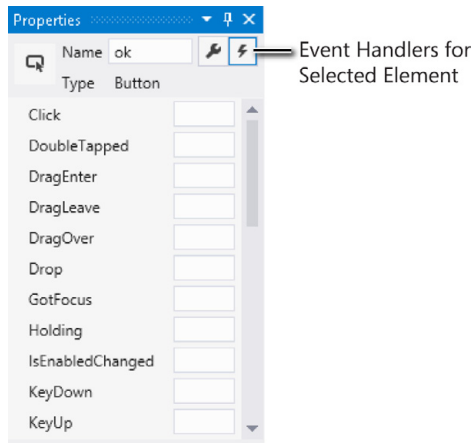 Properties
Name ok
Type Button
Event Handlers for
Selected Element
Click
DoubleTapped
DragEnter
DragLeave
DragOver
Drop
GotFocus
Holding
IsEnabledChanged
KeyDown
KeyUp